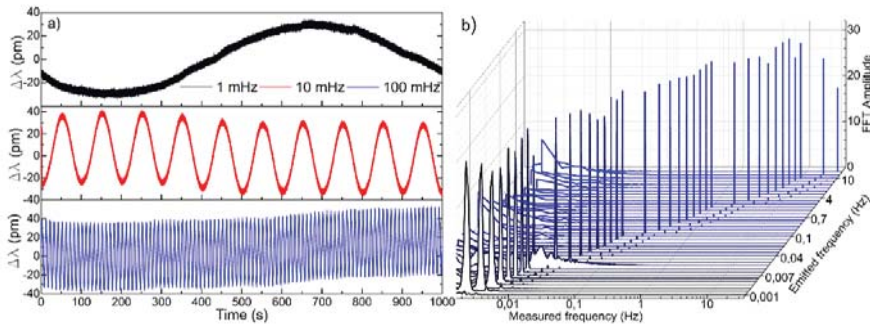 a)
40
20
0
-20
Δλ (pm)
1 mHz 10 mHz 100 mHz
40
20
0
-20
Δλ (pm)
40
20
0
-20
-40
Δλ (pm)
0 100 200 300 400 500 600 700 800 900 1000
Time (s)
b)
30
20
10
0
FFT Amplitude
10
4
0,7
0,1
0,04
0,007
0,001
Emitted frequency (Hz)
0,01 0,1 1 10
Measured frequency (Hz)